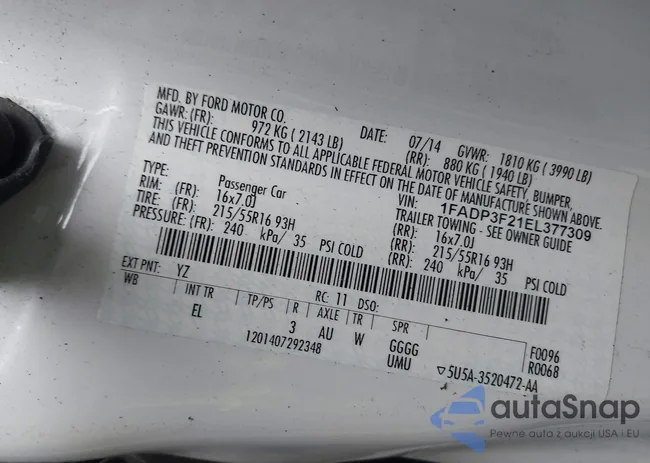 MFD. BY FORD MOTOR CO.
DATE: 07/14 GVWR: 1810 KG ( 3990 LB)
GAWR: (FR): 972 KG ( 2143 LB) (RR): 880 KG ( 1940 LB)
THIS VEHICLE CONFORMS TO ALL APPLICABLE FEDERAL MOTOR VEHICLE SAFETY, BUMPER,
AND THEFT PREVENTION STANDARDS IN EFFECT ON THE DATE OF MANUFACTURE SHOWN ABOVE.
VIN: 1FADP3F21EL377309
TYPE: Passenger Car TRAILER TOWING - SEE OWNER GUIDE
RIM: (FR): 16x7.0J (RR): 16x7.0J
TIRE: (FR): 215/55R16 93H (RR): 215/55R16 93H
PRESSURE: (FR): 240 kPa/ 35 PSI COLD (RR): 240 kPa/ 35 PSI COLD
EXT PNT: YZ RC: 11 DSO: F0096
WB INT TR TP/PS R AXLE TR SPR R0068
EL 3 AU W GGGG
UMU
1201407292348 ▽5U5A-3520472-AA
autaSnap
Pewne auto z aukcji USA i EU